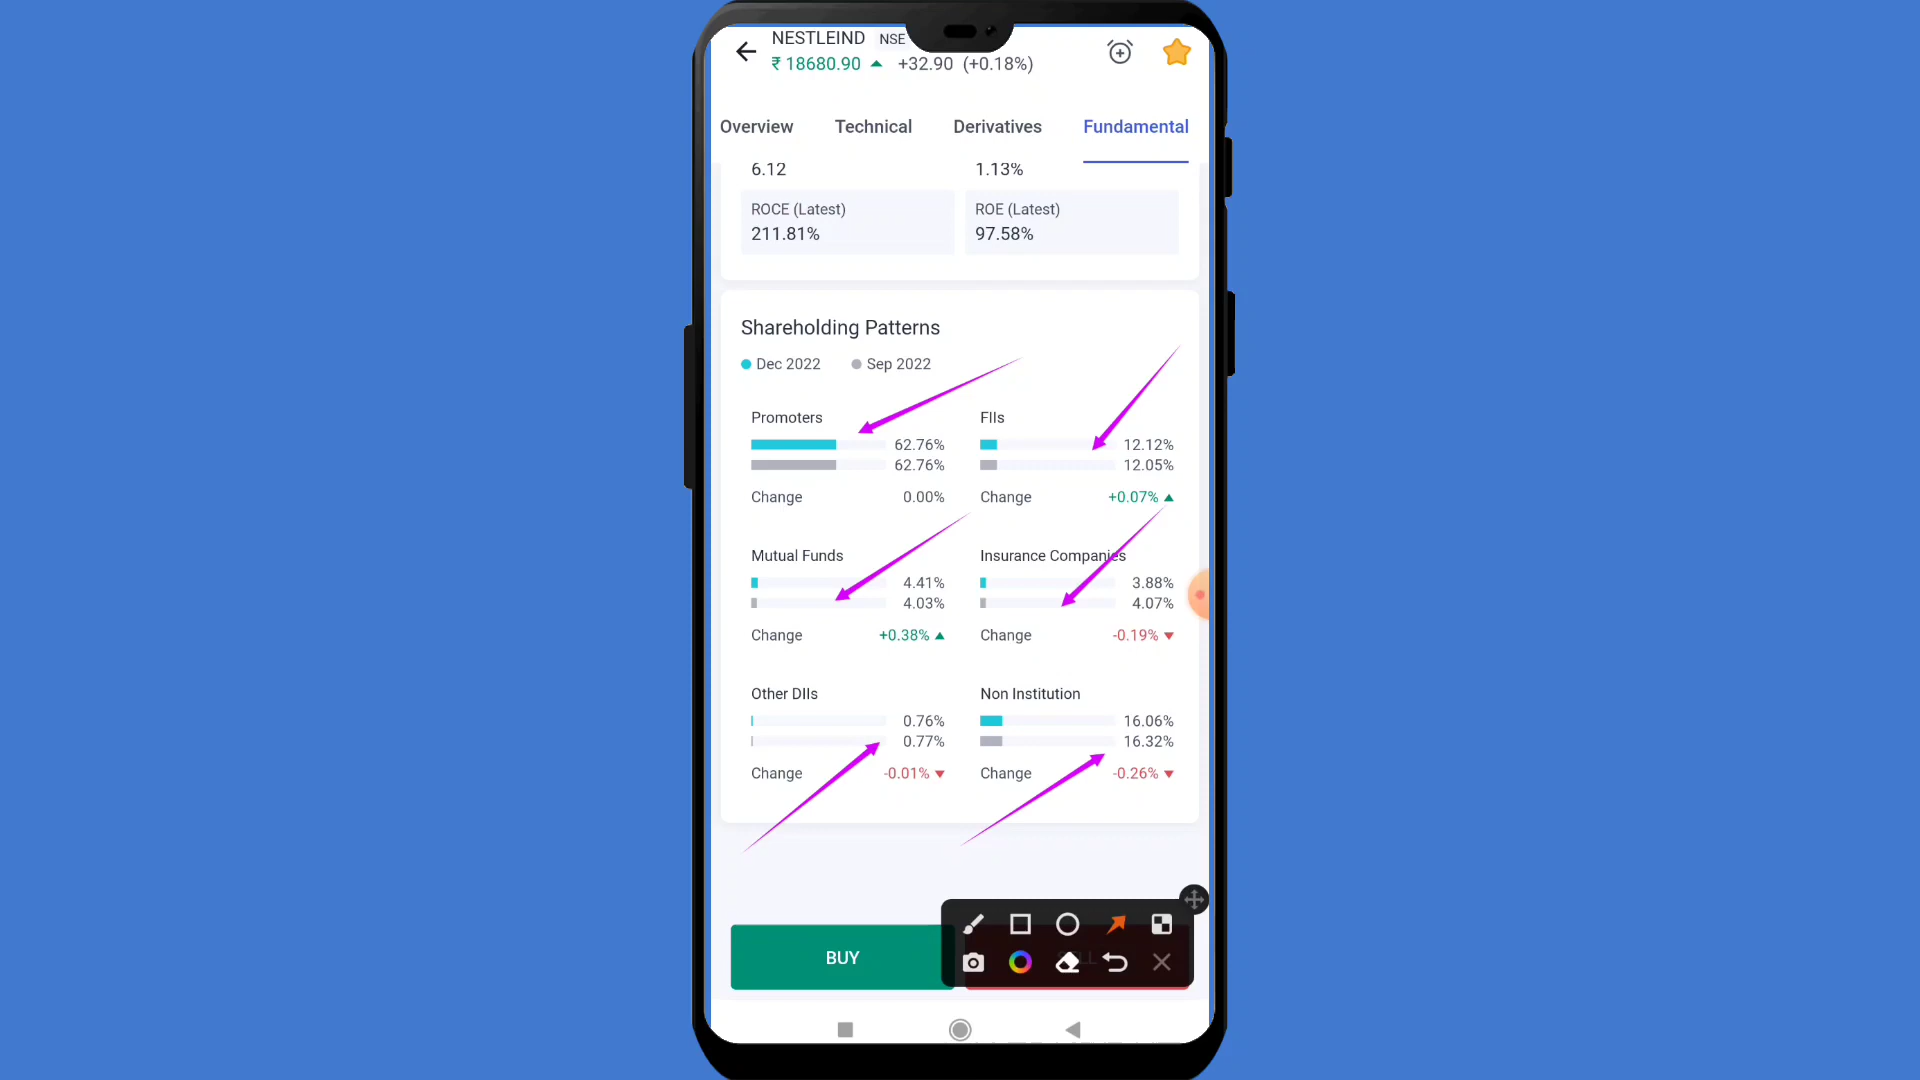 NESTLEIND NSE
₹ 18680.90 ▲ +32.90 (+0.18%)
Overview Technical Derivatives Fundamental
6.12 1.13%
ROCE (Latest) ROE (Latest)
211.81% 97.58%
Shareholding Patterns
Dec 2022 Sep 2022
Promoters FIIs
62.76% 12.12%
62.76% 12.05%
Change 0.00% Change +0.07% ▲
Mutual Funds Insurance Companies
4.41% 3.88%
4.03% 4.07%
Change +0.38% ▲ Change -0.19% ▼
Other DIIs Non Institution
0.76% 16.06%
0.77% 16.32%
Change -0.01% ▼ Change -0.26% ▼
BUY